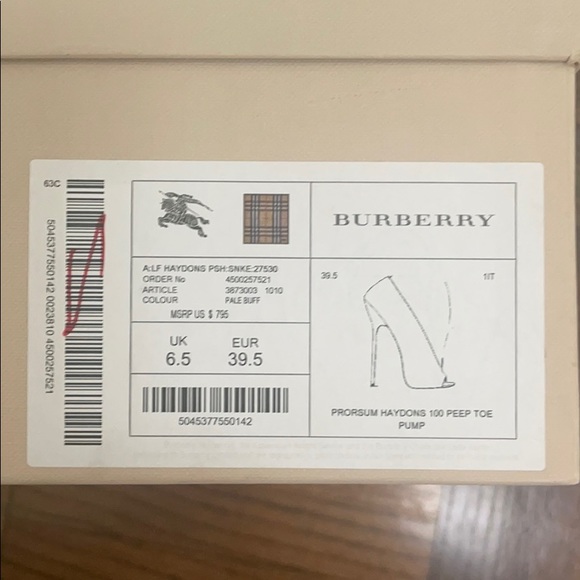 63C
5045377550142 0023810 4500257521
BURBERRY
A:LF HAYDONS PSH:SNKE:27530
ORDER No 4500257521
ARTICLE 3873003 1010
COLOUR PALE BUFF
MSRP US $ 795
UK EUR
6.5 39.5
5045377550142
39.5 1/T
PRORSUM HAYDONS 100 PEEP TOE
PUMP